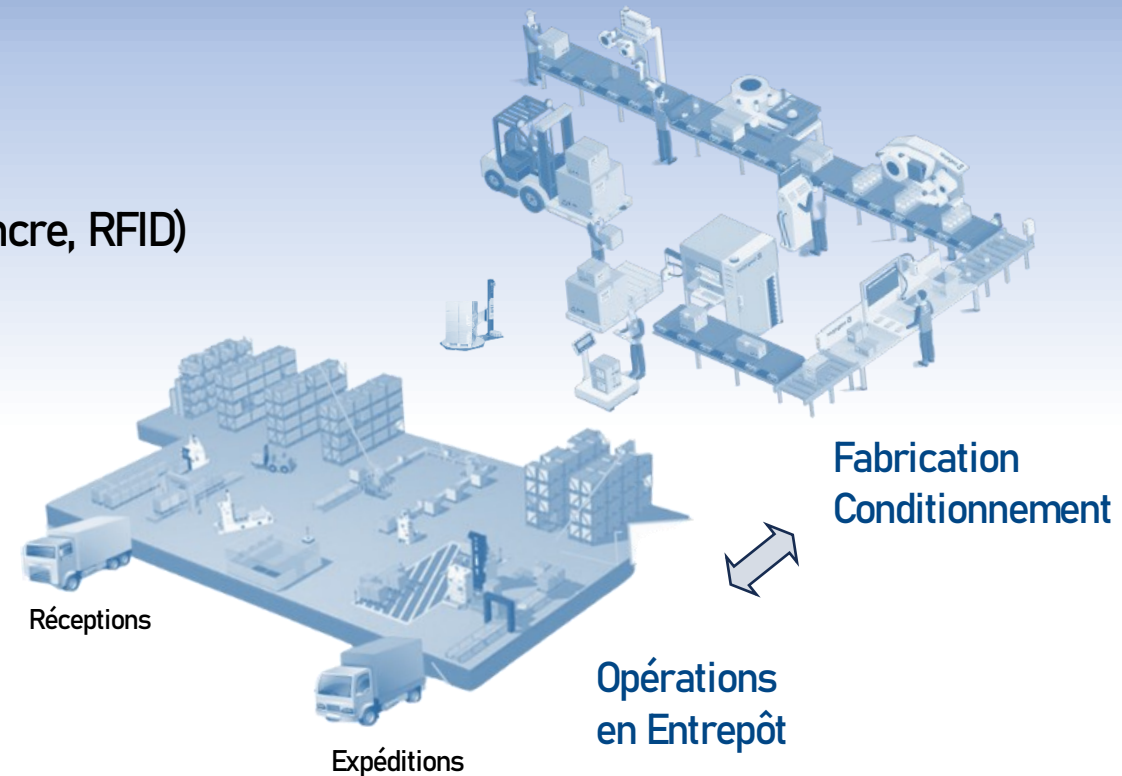 ncre, RFID)
Fabrication
Conditionnement
Réceptions
Opérations
en Entrepôt
Expéditions